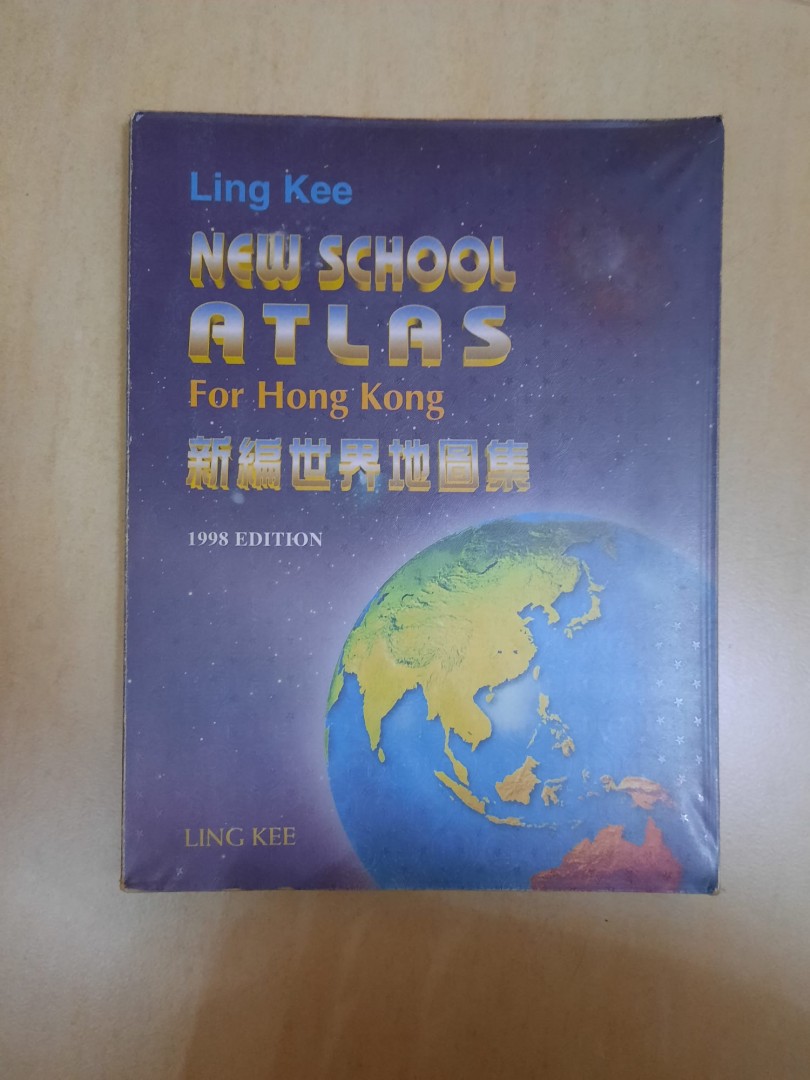 Ling Kee
NEW SCHOOL
ATLAS
For Hong Kong
新編世界地圖集
1998 EDITION
LING KEE